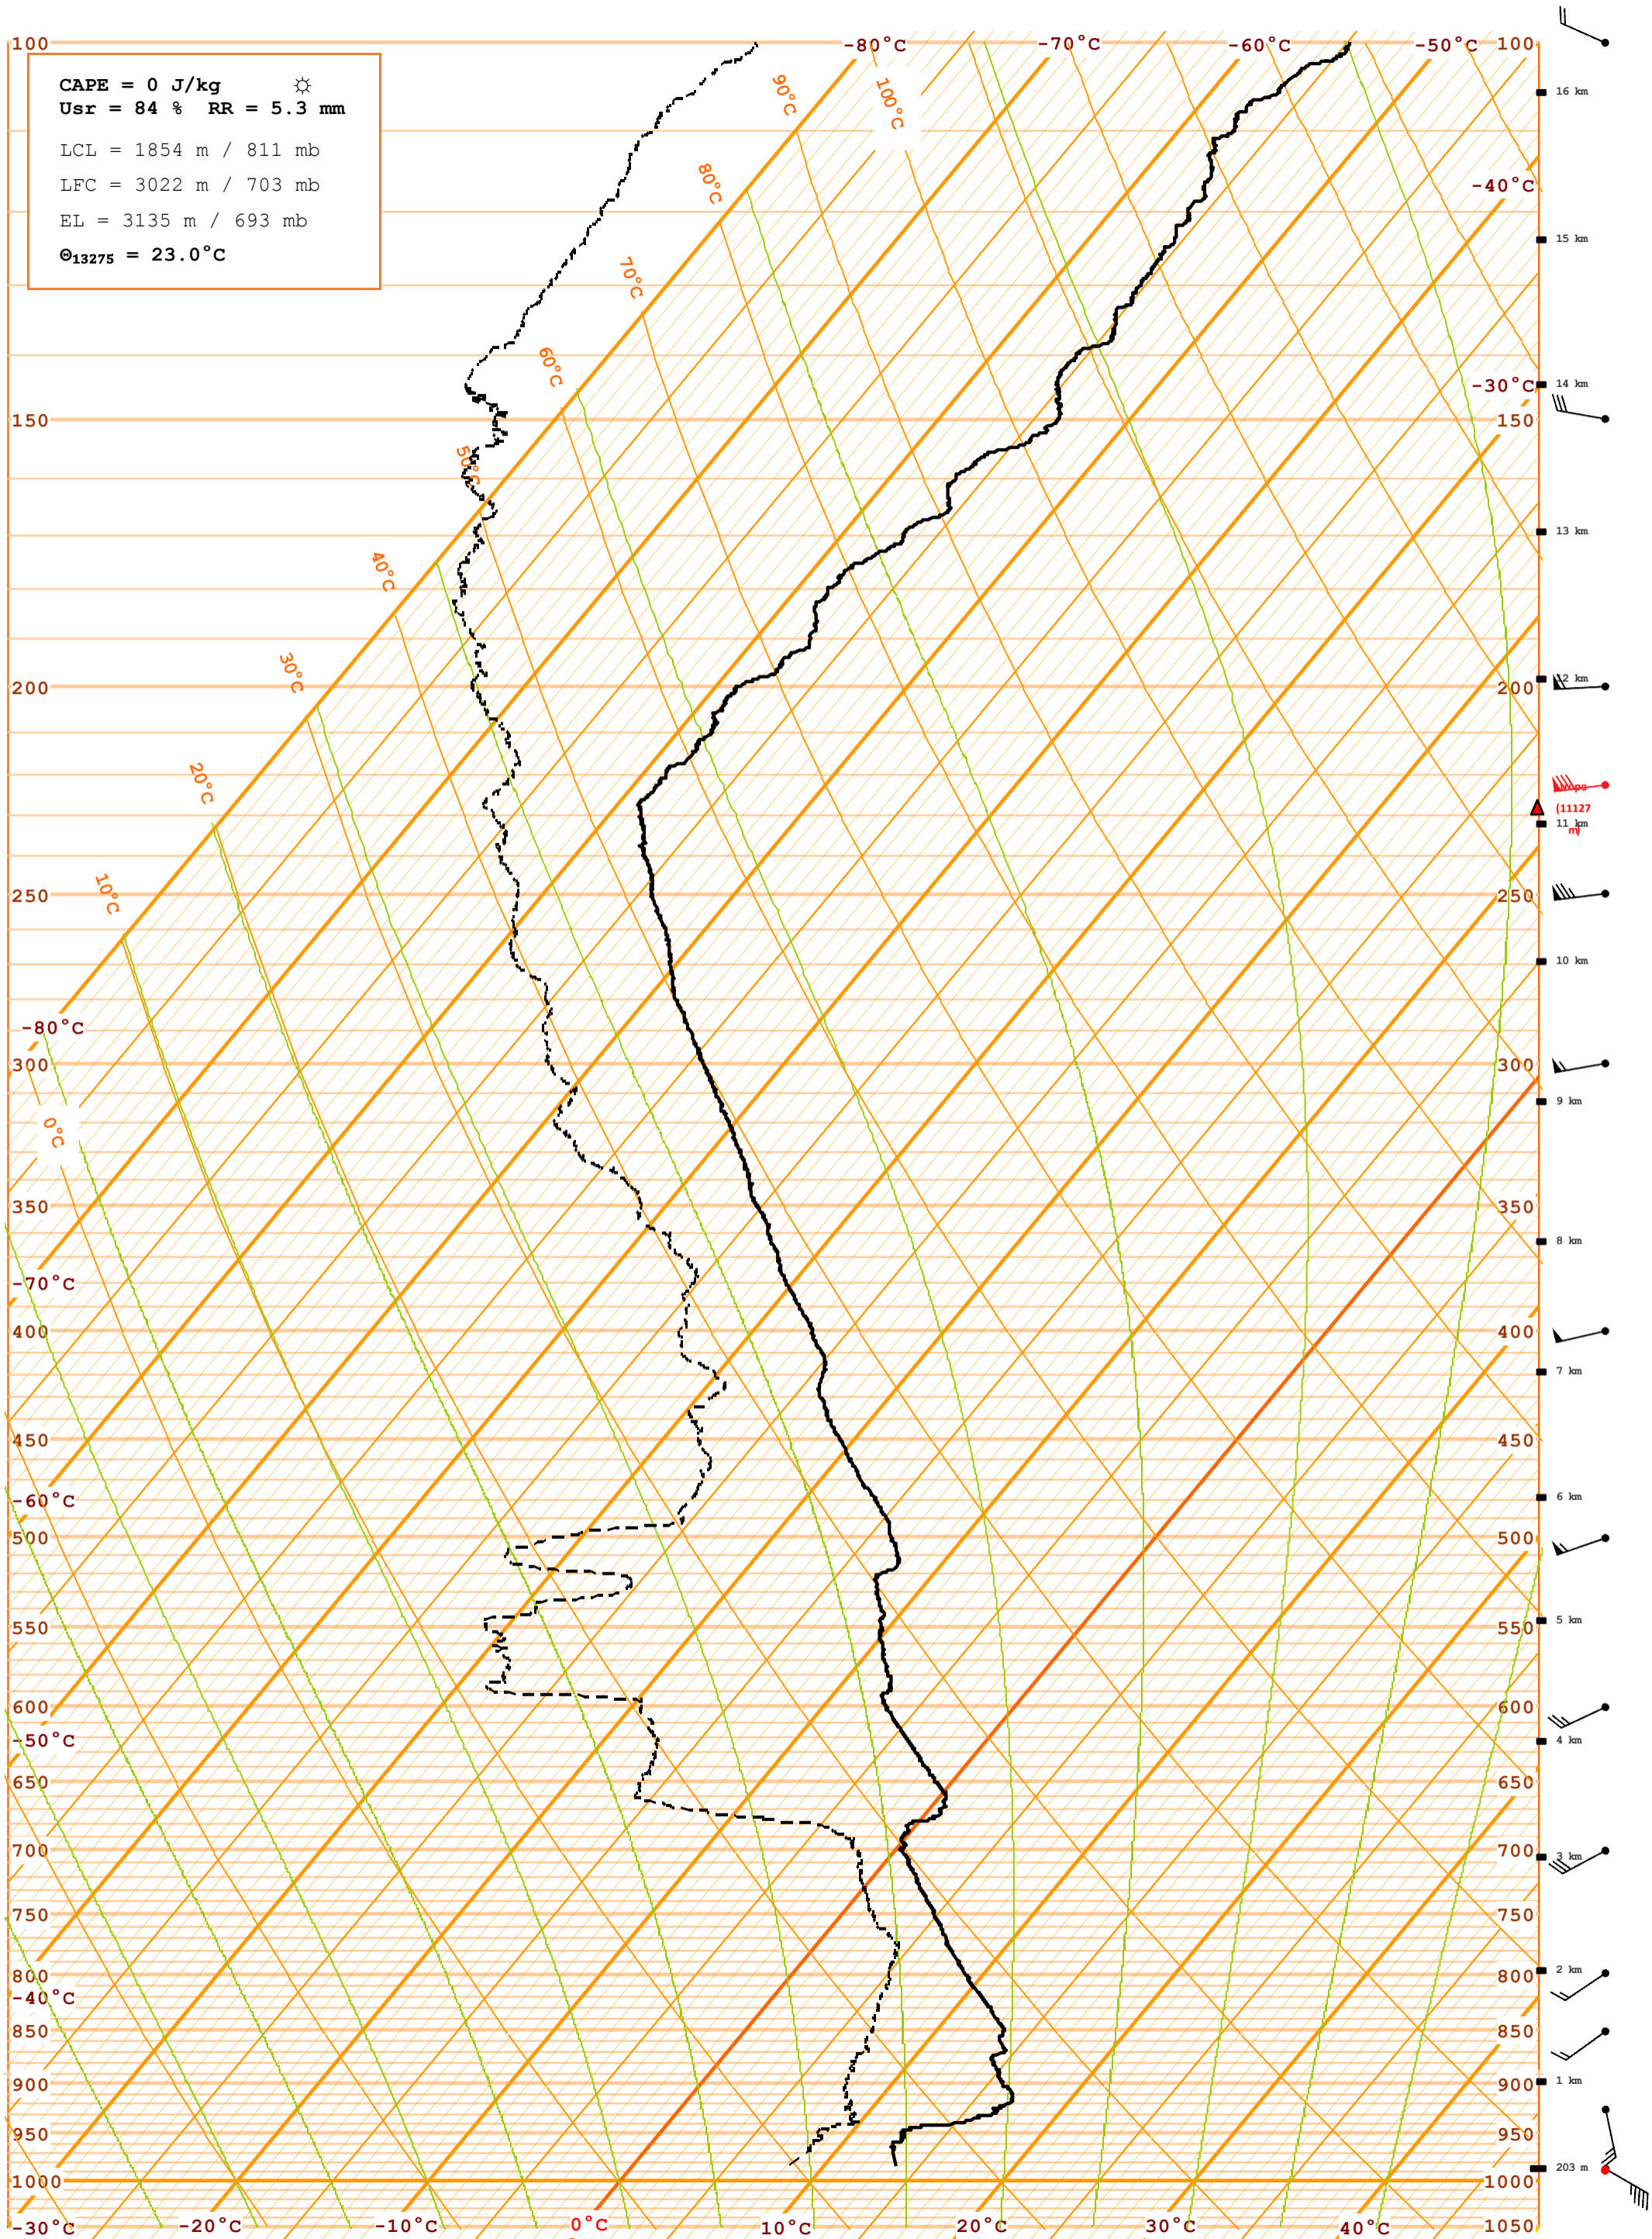 -80°C -70°C -60°C -50°C
100 100
CAPE = 0 J/kg ☼
Usr = 84 % RR = 5.3 mm
LCL = 1854 m / 811 mb
LFC = 3022 m / 703 mb
EL = 3135 m / 693 mb
Θ13275 = 23.0°C
90°C 100°C
16 km
80°C
-40°C
15 km
70°C
60°C
-30°C
14 km
150 150
50°C
13 km
40°C
30°C
200 200
20°C
(11127
11 km
m)
10°C
250 250
10 km
-80°C
300 300
9 km
0°C
350 350
8 km
-70°C
400 400
7 km
450 450
6 km
-60°C
500 500
5 km
550 550
600 600
4 km
-50°C
650 650
700 700
3 km
750 750
2 km
800 800
-40°C
850 850
1 km
900 900
950 950
203 m
1000 1000
-30°C -20°C -10°C 0°C 10°C 20°C 30°C 40°C 1050